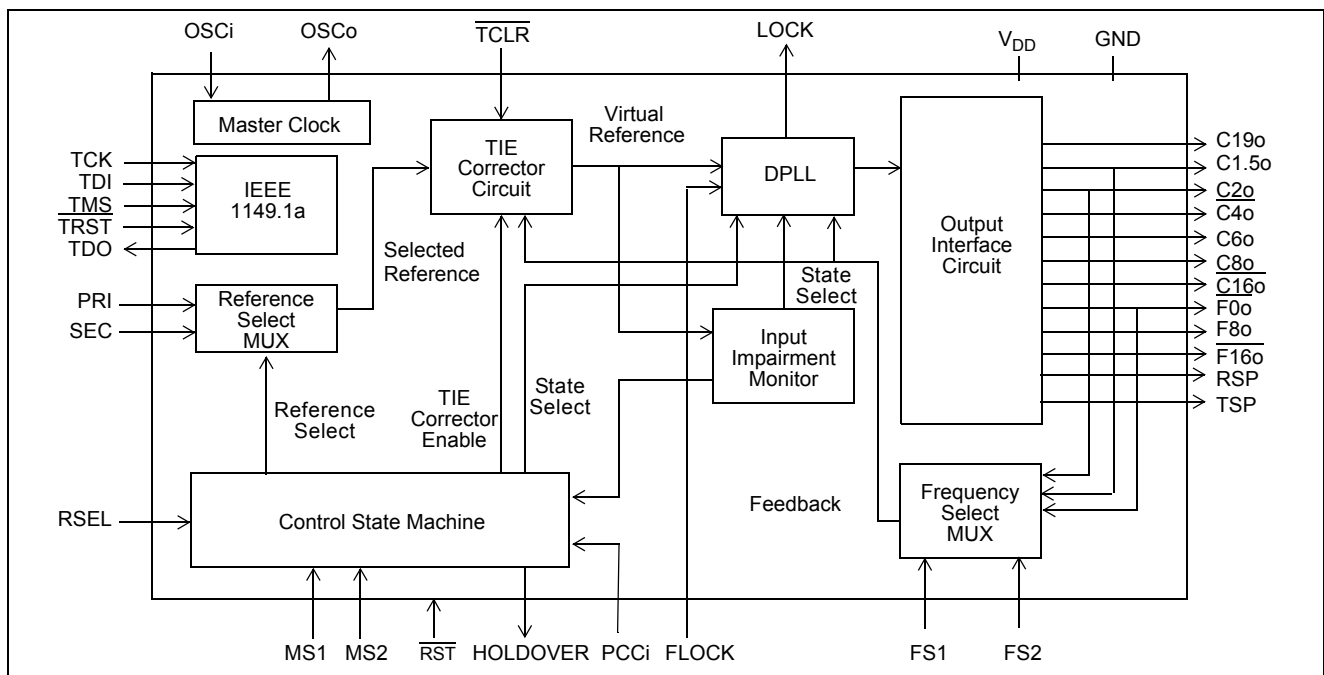 OSCi
OSCo
TCLR
LOCK
VDD
GND
Master Clock
TCK
TDI
TMS
TRST
TDO
IEEE
1149.1a
TIE
Corrector
Circuit
Virtual
Reference
DPLL
Output
Interface
Circuit
C19o
C1.5o
C2o
C4o
C6o
C8o
C16o
F0o
F8o
F16o
RSP
TSP
Selected
Reference
State
Select
PRI
SEC
Reference
Select
MUX
Input
Impairment
Monitor
Reference
Select
TIE
Corrector
Enable
State
Select
RSEL
Control State Machine
Feedback
Frequency
Select
MUX
MS1
MS2
RST
HOLDOVER
PCCi
FLOCK
FS1
FS2